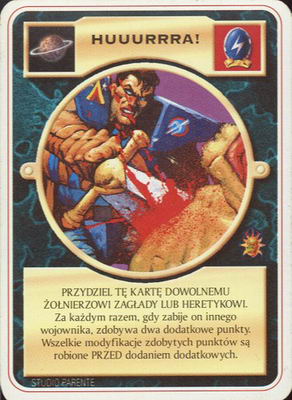 HUUURRRA!
PRZYDZIEL TĘ KARTĘ DOWOLNEMU
ŻOŁNIERZOWI ZAGŁADY LUB HERETYKOWI.
Za każdym razem, gdy zabije on innego
wojownika, zdobywa dwa dodatkowe punkty.
Wszelkie modyfikacje zdobytych punktów są
robione PRZED dodaniem dodatkowych.
STUDIO PARENTE